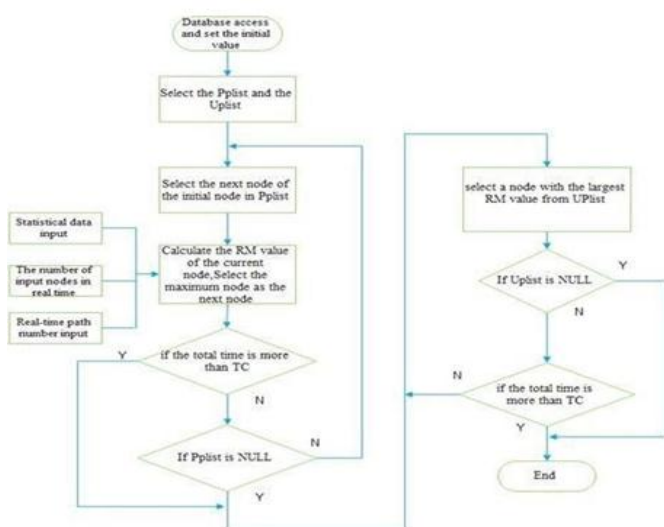 Database access
and set the initial
value
Select the Pplist and the
Uplist
Select the next node of
the initial node in Pplist
Statistical data
input
The number of
input nodes in
real time
Real-time path
number input
Calculate the RM value
of the current
node,Select the
maximum node as the
next node
Y
if the total time is more
than TC
N
If Pplist is NULL
N
Y
select a node with the largest
RM value from UPlist
If Uplist is NULL
Y
N
N
if the total time is
more than TC
Y
End